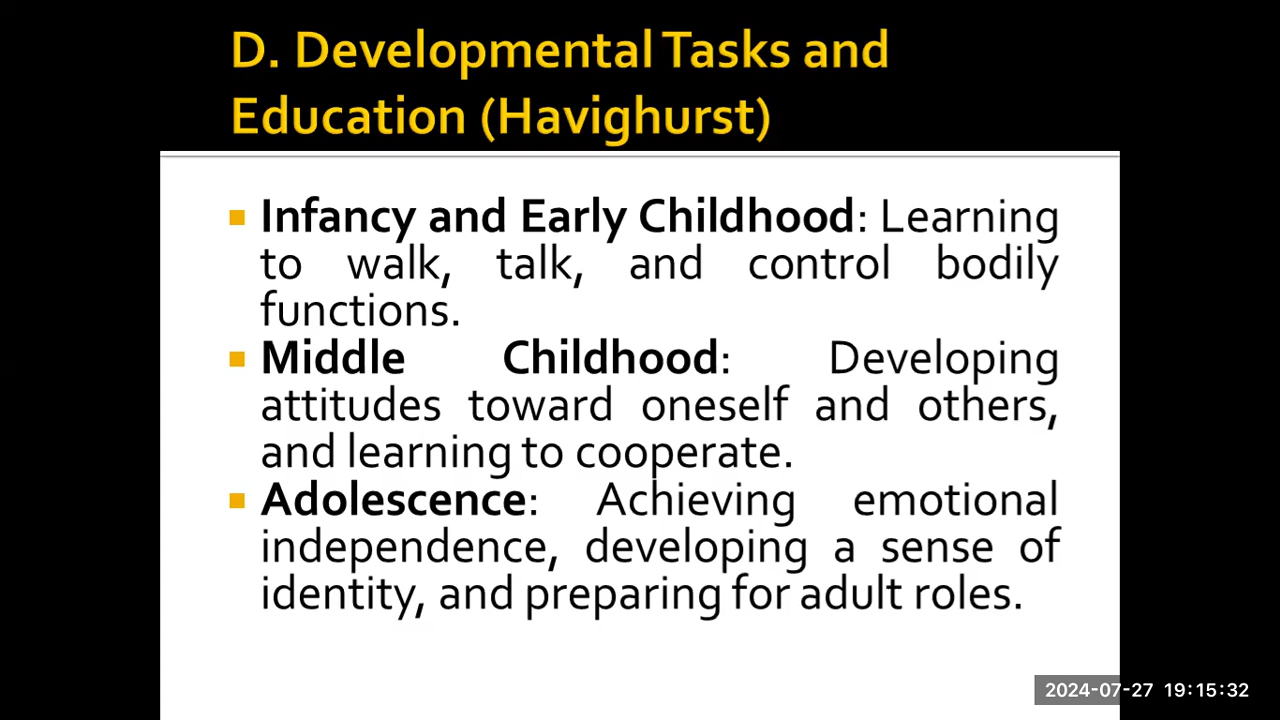 D. Developmental Tasks and
Education (Havighurst)
Infancy and Early Childhood: Learning
to walk, talk, and control bodily
functions.
Middle Childhood: Developing
attitudes toward oneself and others,
and learning to cooperate.
Adolescence: Achieving emotional
independence, developing a sense of
identity, and preparing for adult roles.
2024-07-27 19:15:32